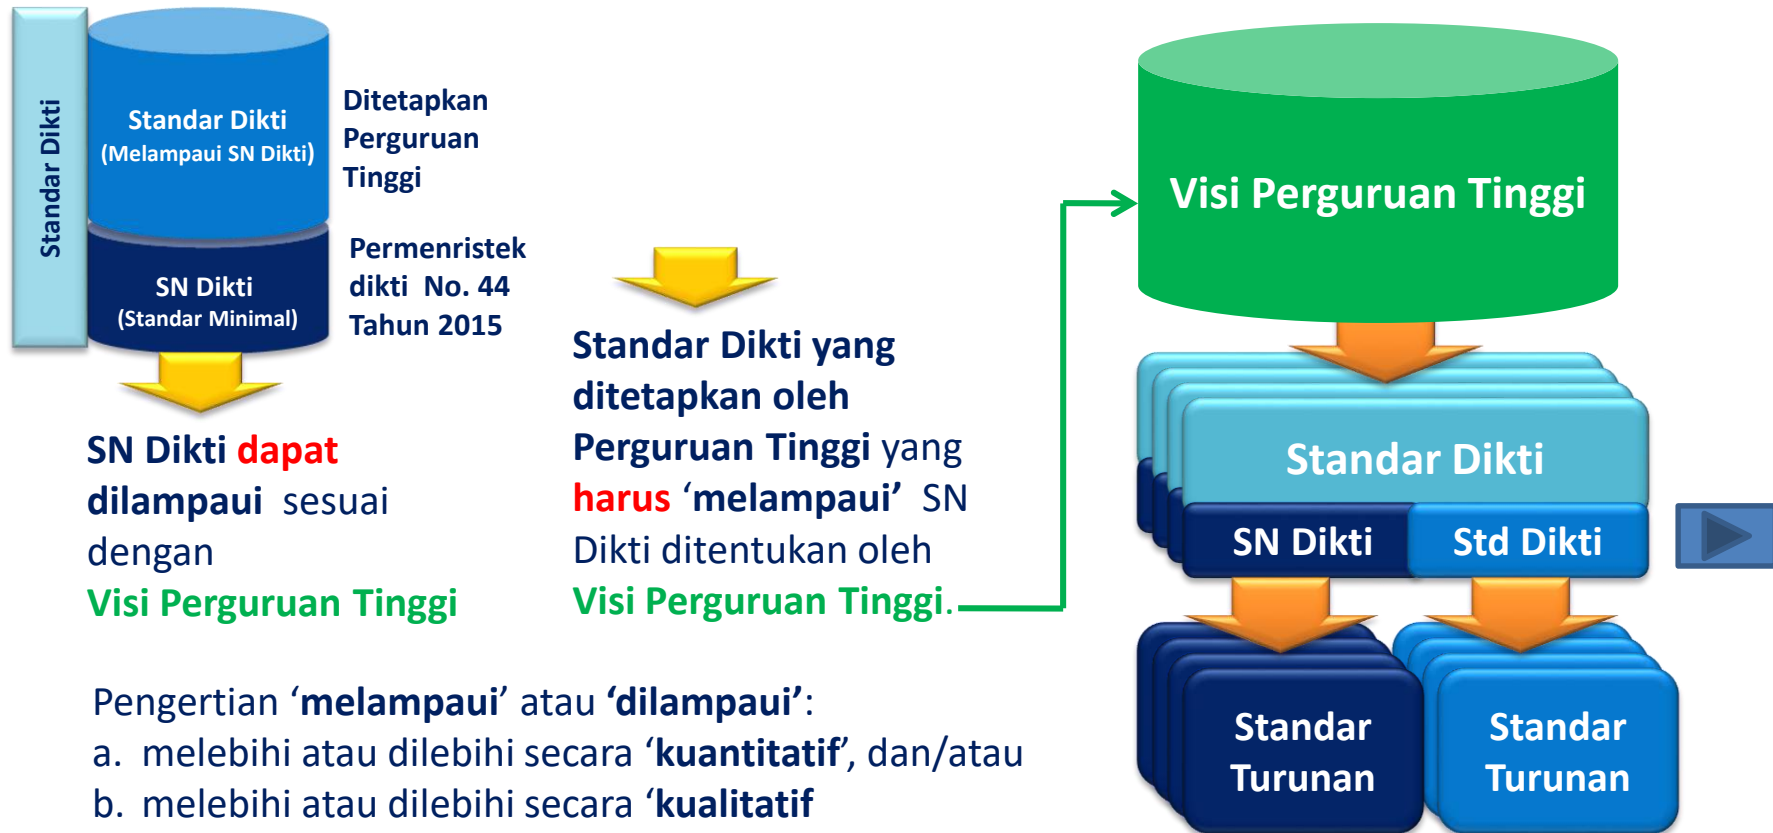 Standar Dikti
Standar Dikti
(Melampaui SN Dikti)
SN Dikti
(Standar Minimal)
Ditetapkan
Perguruan
Tinggi
Permenristek
dikti No. 44
Tahun 2015
SN Dikti dapat
dilampaui sesuai
dengan
Visi Perguruan Tinggi
Standar Dikti yang
ditetapkan oleh
Perguruan Tinggi yang
harus ‘melampaui’ SN
Dikti ditentukan oleh
Visi Perguruan Tinggi.
Pengertian ‘melampaui’ atau ‘dilampaui’:
a. melebihi atau dilebihi secara ‘kuantitatif’, dan/atau
b. melebihi atau dilebihi secara ‘kualitatif
Visi Perguruan Tinggi
Standar Dikti
SN Dikti
Std Dikti
Standar
Turunan
Standar
Turunan